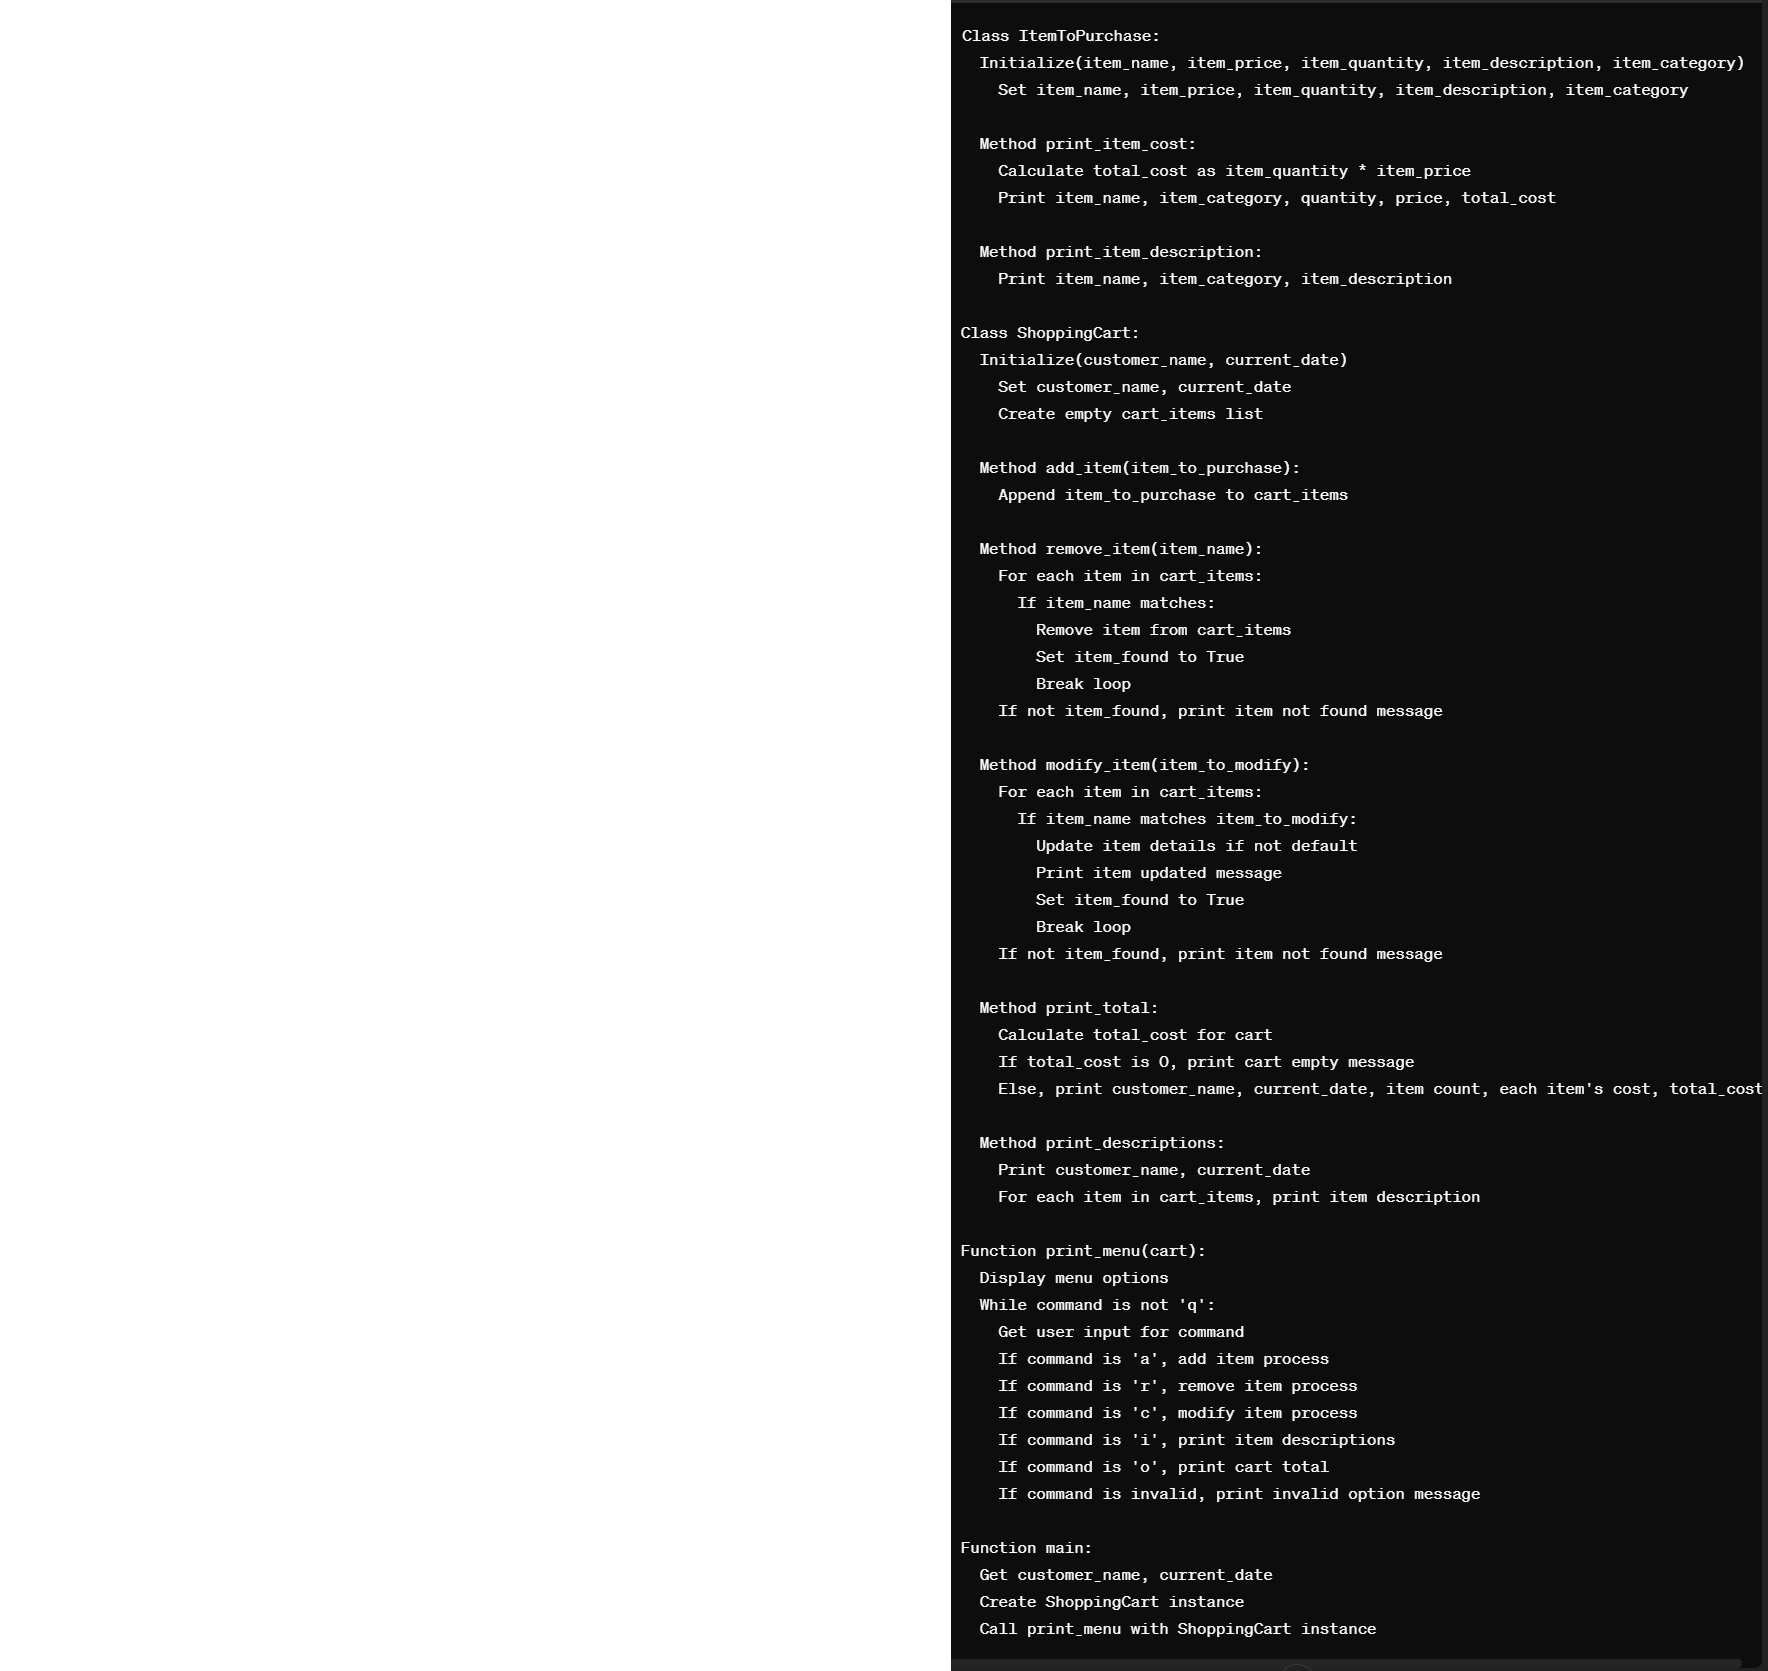 Class ItemToPurchase:
Initialize(item_name, item_price, item_quantity, item_description, item_category)
Set item_name, item_price, item_quantity, item_description, item_category
Method print_item_cost:
Calculate total_cost as item_quantity * item_price
Print item_name, item_category, quantity, price, total_cost
Method print_item_description:
Print item_name, item_category, item_description
Class ShoppingCart:
Initialize(customer_name, current_date)
Set customer_name, current_date
Create empty cart_items list
Method add_item(item_to_purchase):
Append item_to_purchase to cart_items
Method remove_item(item_name):
For each item in cart_items:
If item_name matches:
Remove item from cart_items
Set item_found to True
Break loop
If not item_found, print item not found message
Method modify_item(item_to_modify):
For each item in cart_items:
If item_name matches item_to_modify:
Update item details if not default
Print item updated message
Set item_found to True
Break loop
If not item_found, print item not found message
Method print_total:
Calculate total_cost for cart
If total_cost is 0, print cart empty message
Else, print customer_name, current_date, item count, each item's cost, total_cost
Method print_descriptions:
Print customer_name, current_date
For each item in cart_items, print item description
Function print_menu(cart):
Display menu options
While command is not 'q':
Get user input for command
If command is 'a', add item process
If command is 'r', remove item process
If command is 'c', modify item process
If command is 'i', print item descriptions
If command is 'o', print cart total
If command is invalid, print invalid option message
Function main:
Get customer_name, current_date
Create ShoppingCart instance
Call print_menu with ShoppingCart instance